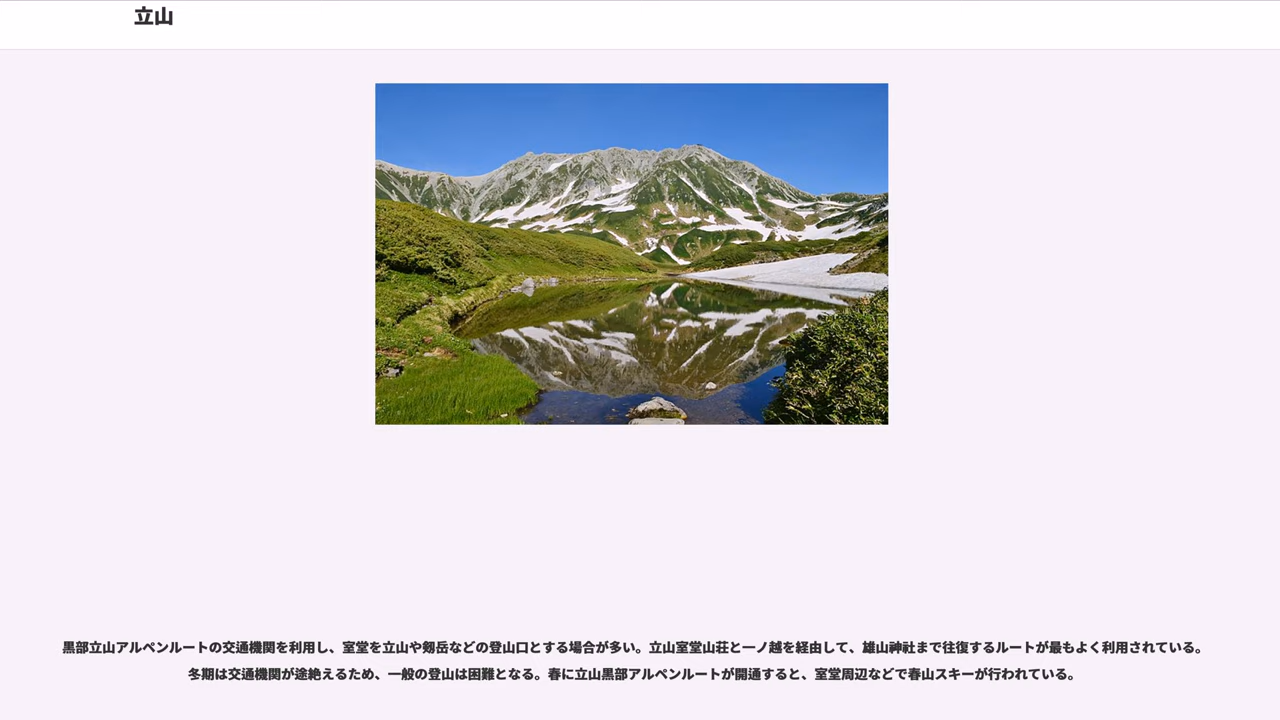 立山
黒部立山アルペンルートの交通機関を利用し、室堂を立山や剱岳などの登山口とする場合が多い。立山室堂山荘と一ノ越を経由して、雄山神社まで往復するルートが最もよく利用されている。
冬期は交通機関が途絶えるため、一般の登山は困難となる。春に立山黒部アルペンルートが開通すると、室堂周辺などで春山スキーが行われている。